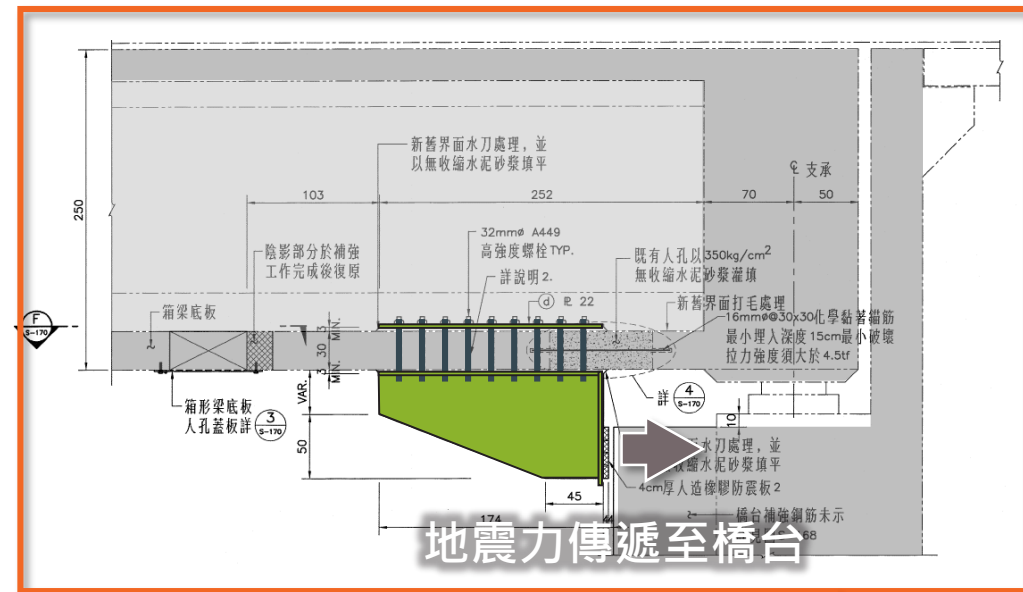 新舊界面水刀處理，並
以無收縮水泥砂漿填平
℄ 支承
103
252
70
50
250
32mmø A449
高強度螺栓TYP.
陰影部分於補強
工作完成後復原
詳說明2.
既有人孔以350kg/cm²
無收縮水泥砂漿灌填
d ℞ 22
新舊界面打毛處理
箱梁底板
16mmø@30x30化學黏著錨筋
最小埋入深度15cm最小破壞
拉力強度須大於4.5tf
F
S-170
3
MIN.
30
3
MIN.
VAR.
50
詳 4
S-170
箱形梁底板
人孔蓋板詳
3
S-170
10
水刀處理，並
收縮水泥砂漿填平
4cm厚人造橡膠防震板2
45
174
橋台補強鋼筋未示
68
地震力傳遞至橋台